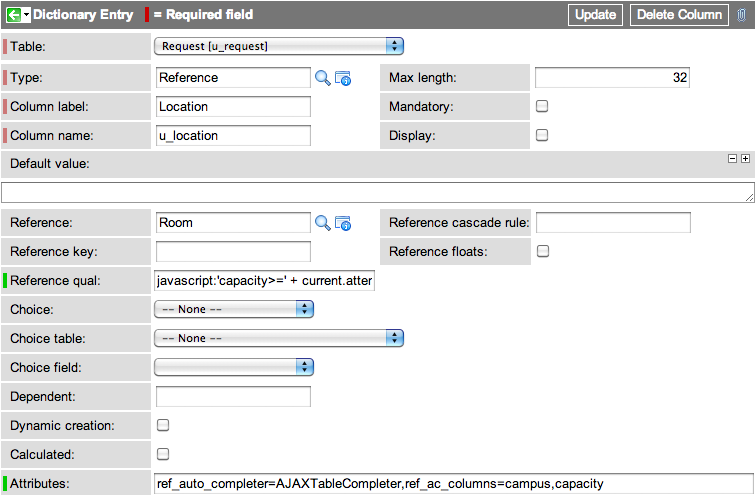 Dictionary Entry = Required field Update Delete Column
Table: Request [u_request]
Type: Reference Max length: 32
Column label: Location Mandatory:
Column name: u_location Display:
Default value:
Reference: Room Reference cascade rule:
Reference key: Reference floats:
Reference qual: javascript:'capacity>=' + current.atter
Choice: -- None --
Choice table: -- None --
Choice field:
Dependent:
Dynamic creation:
Calculated:
Attributes: ref_auto_completer=AJAXTableCompleter,ref_ac_columns=campus,capacity